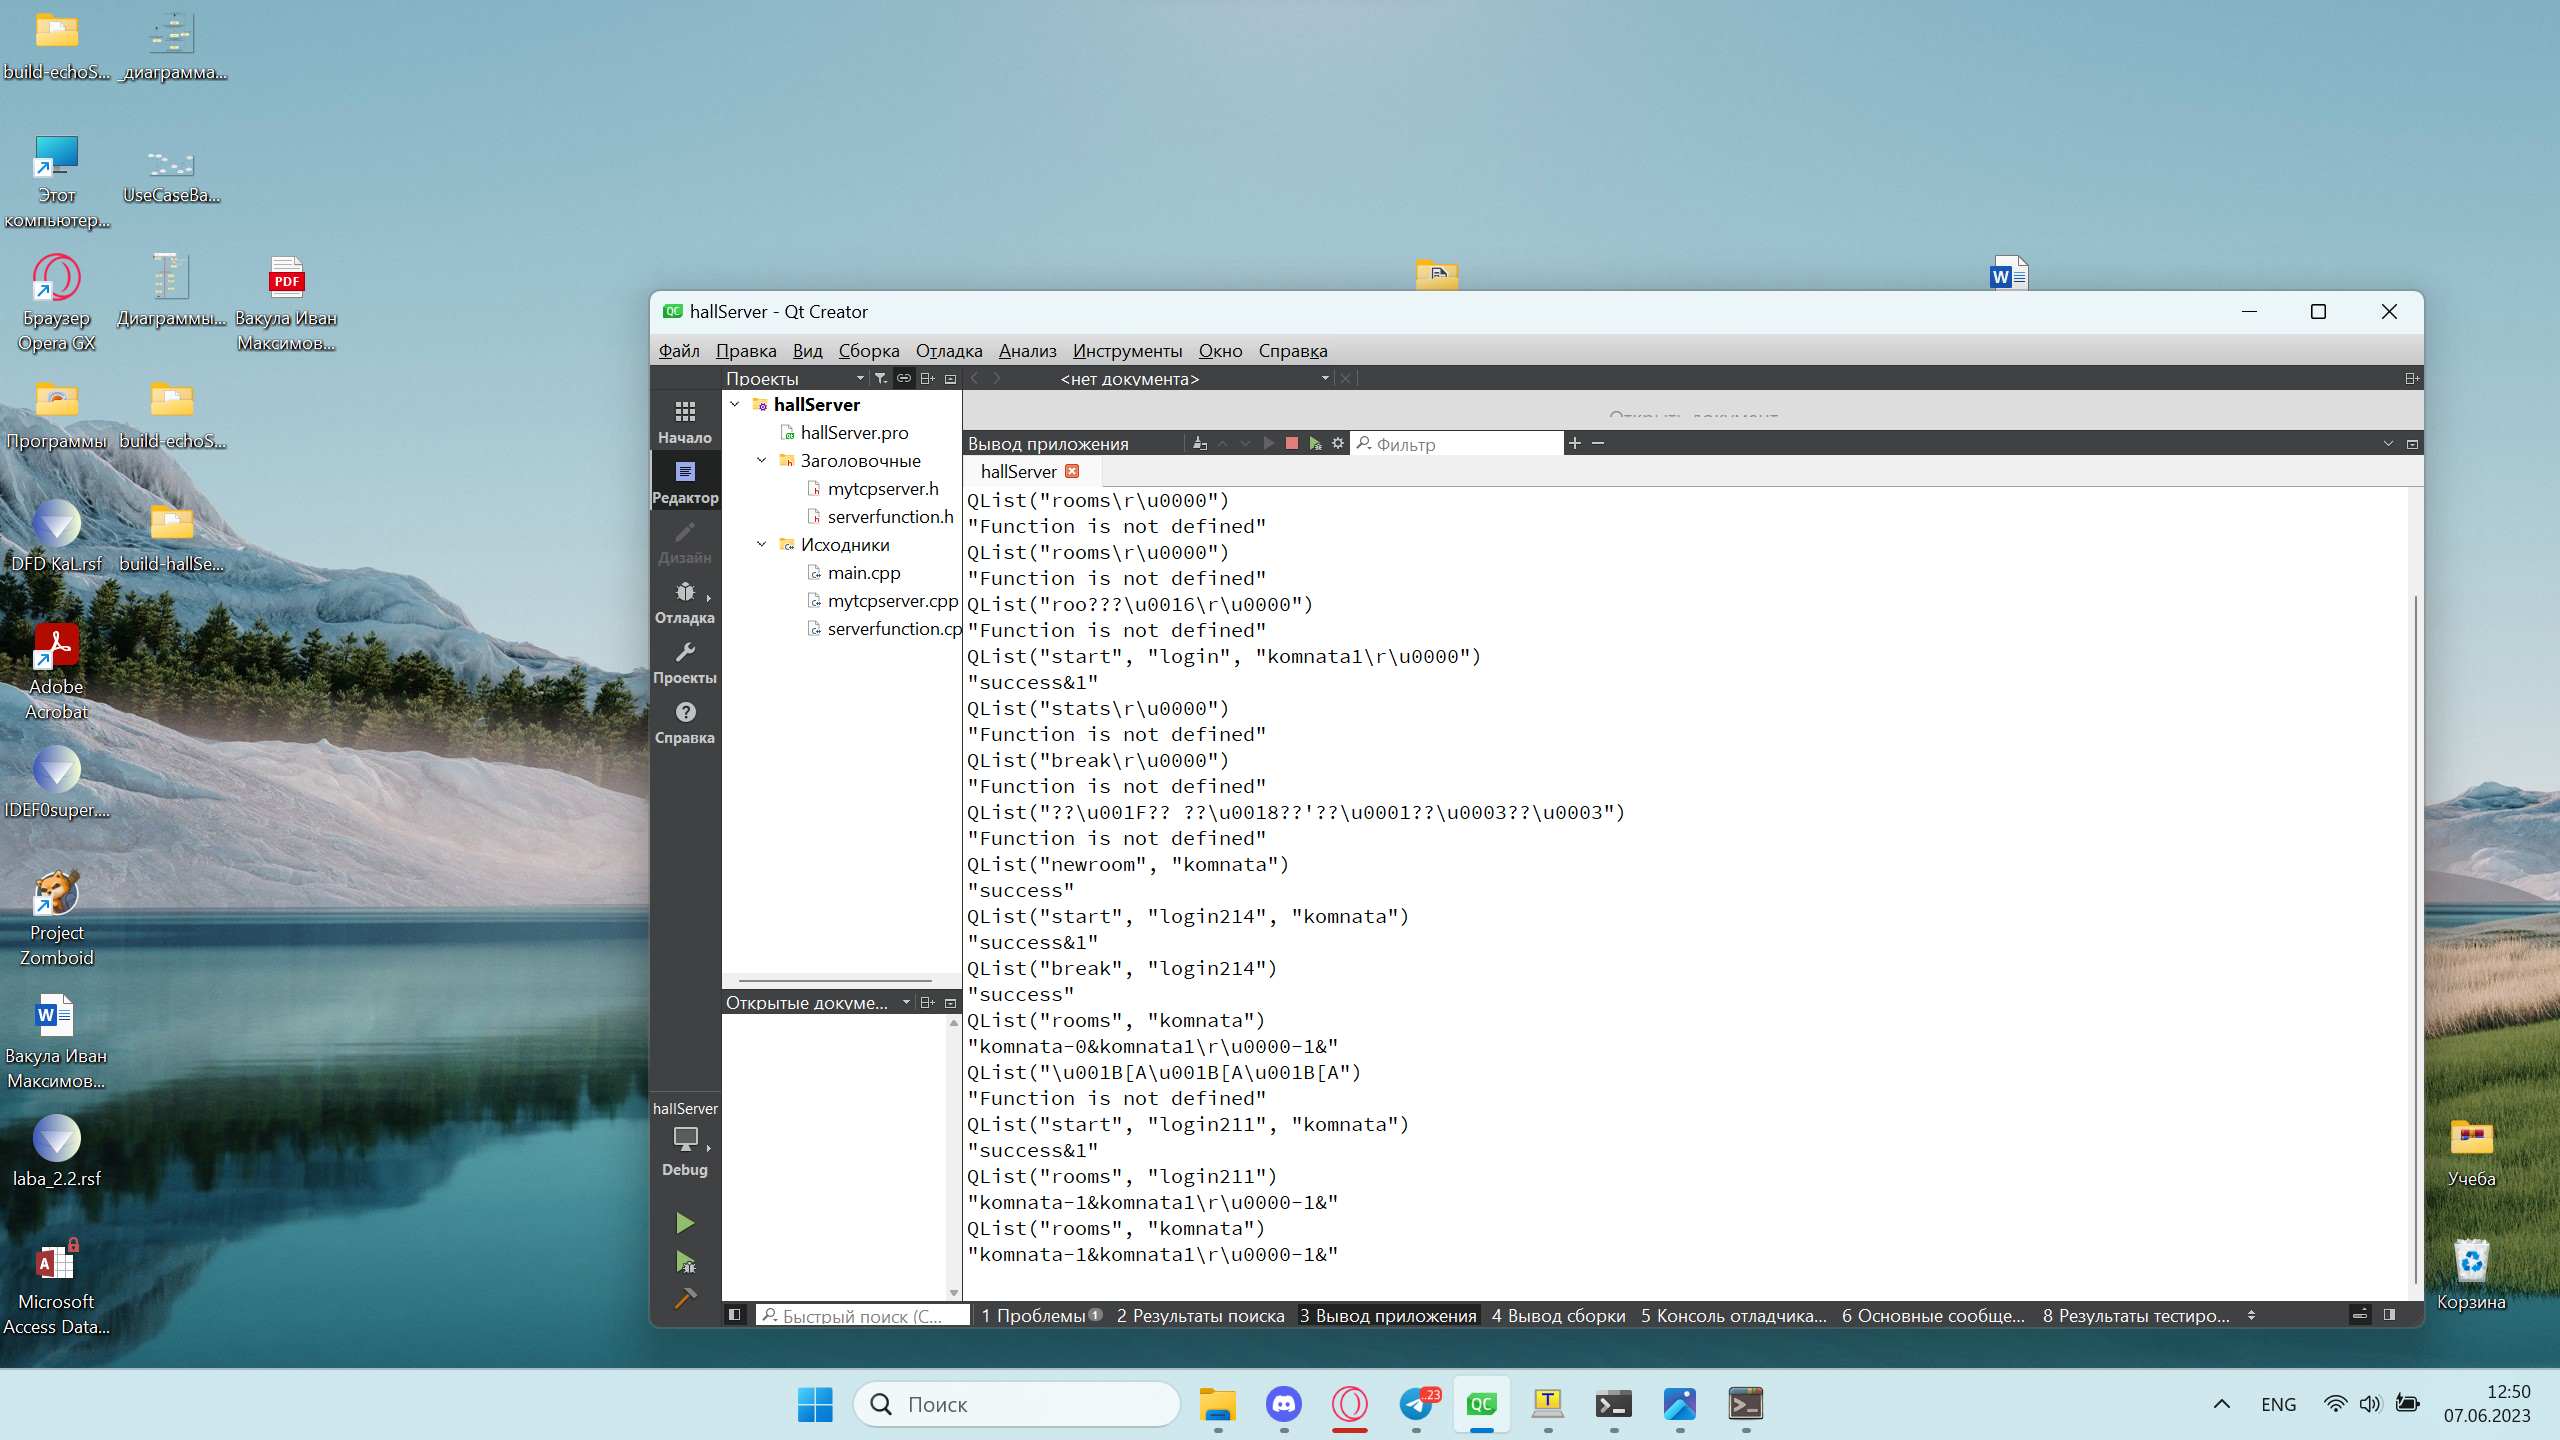 build-echoS...
_диаграмма...
Этот
компьютер...
UseCaseBa...
Браузер
Opera GX
Диаграммы...
PDF
Вакула Иван
Максимов...
Программы
build-echoS...
DFD KaL.rsf
build-hallSe...
Adobe
Acrobat
IDEF0super....
Project
Zomboid
Вакула Иван
Максимов...
laba_2.2.rsf
Microsoft
Access Data...
Учеба
Корзина
hallServer - Qt Creator
Файл Правка Вид Сборка Отладка Анализ Инструменты Окно Справка
Проекты
<нет документа>
Начало
Редактор
Дизайн
Отладка
Проекты
Справка
hallServer
Debug
hallServer
hallServer.pro
Заголовочные
mytcpserver.h
serverfunction.h
Исходники
main.cpp
mytcpserver.cpp
serverfunction.cp
Открытые докуме...
Открыть документ
Вывод приложения
Фильтр
hallServer
QList("rooms\r\u0000")
"Function is not defined"
QList("rooms\r\u0000")
"Function is not defined"
QList("roo???\u0016\r\u0000")
"Function is not defined"
QList("start", "login", "komnata1\r\u0000")
"success&1"
QList("stats\r\u0000")
"Function is not defined"
QList("break\r\u0000")
"Function is not defined"
QList("??\u001F?? ??\u0018??'??\u0001??\u0003??\u0003")
"Function is not defined"
QList("newroom", "komnata")
"success"
QList("start", "login214", "komnata")
"success&1"
QList("break", "login214")
"success"
QList("rooms", "komnata")
"komnata-0&komnata1\r\u0000-1&"
QList("\u001B[A\u001B[A\u001B[A")
"Function is not defined"
QList("start", "login211", "komnata")
"success&1"
QList("rooms", "login211")
"komnata-1&komnata1\r\u0000-1&"
QList("rooms", "komnata")
"komnata-1&komnata1\r\u0000-1&"
Быстрый поиск (С...
1 Проблемы 1 2 Результаты поиска 3 Вывод приложения 4 Вывод сборки 5 Консоль отладчика... 6 Основные сообще... 8 Результаты тестиро...
Поиск
..23
ENG
12:50
07.06.2023